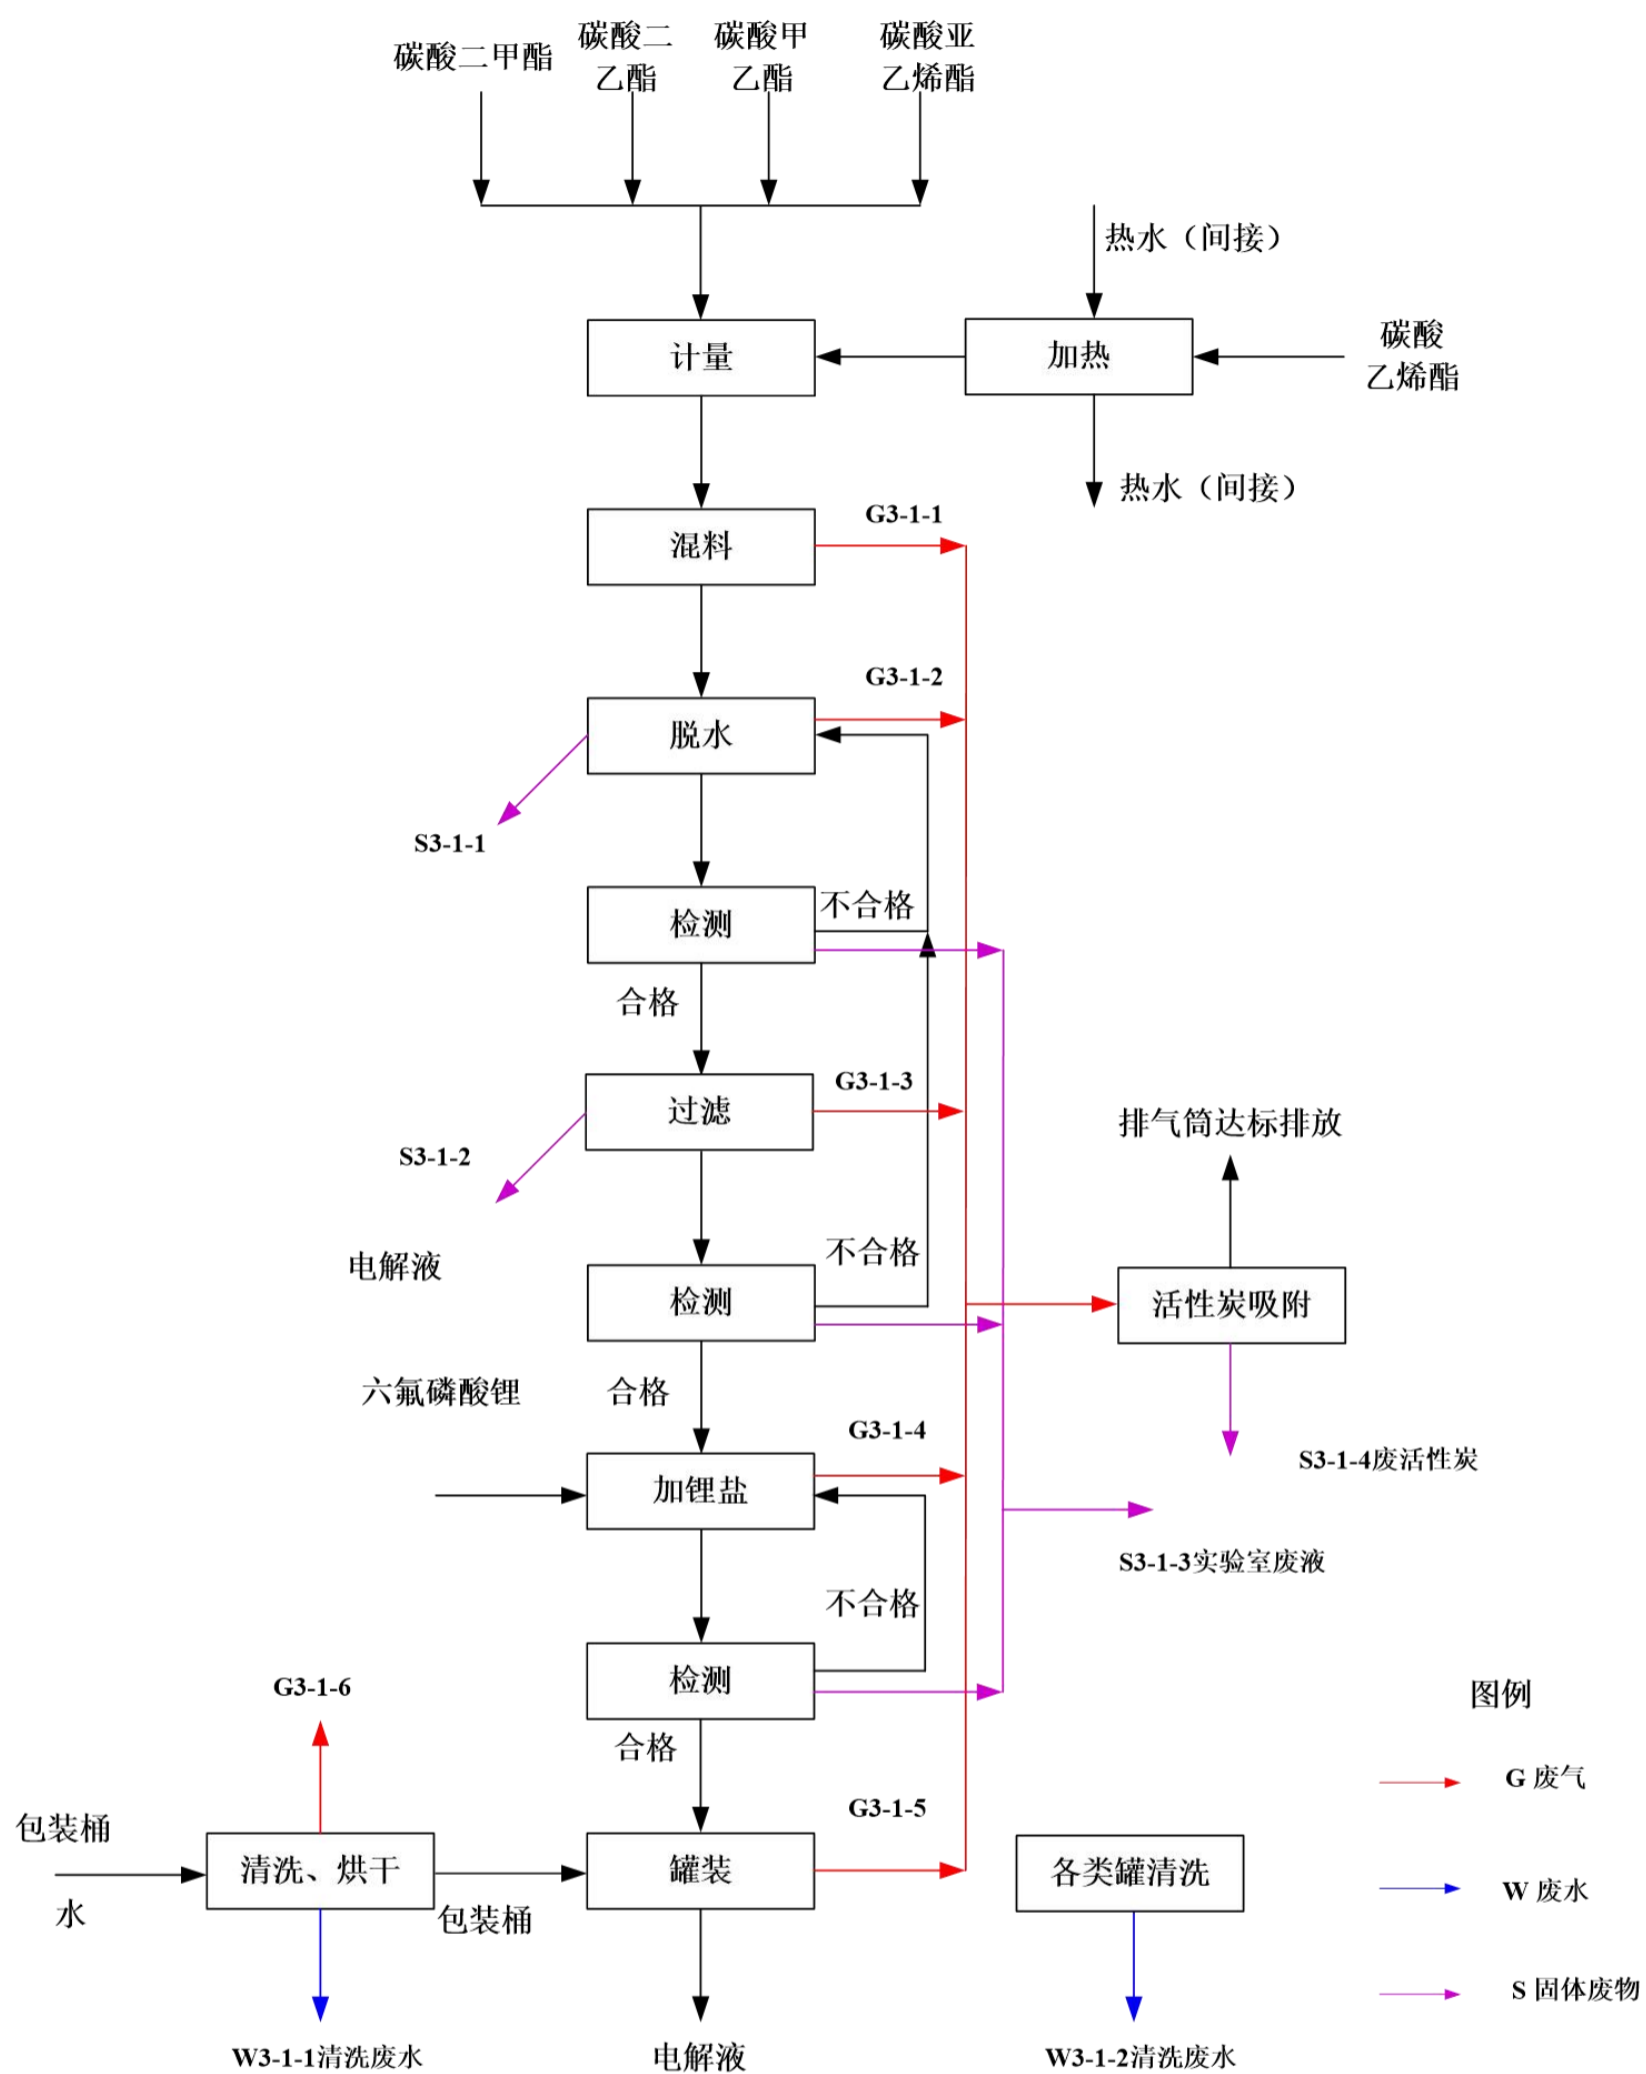 碳酸二甲酯
碳酸二
乙酯
碳酸甲
乙酯
碳酸亚
乙烯酯
热水（间接）
计量
加热
碳酸
乙烯酯
热水（间接）
G3-1-1
混料
G3-1-2
脱水
S3-1-1
不合格
检测
合格
G3-1-3
过滤
S3-1-2
排气筒达标排放
不合格
电解液
检测
活性炭吸附
六氟磷酸锂
合格
G3-1-4
S3-1-4废活性炭
加锂盐
S3-1-3实验室废液
不合格
检测
G3-1-6
图例
合格
G 废气
G3-1-5
包装桶
清洗、烘干
罐装
各类罐清洗
W 废水
水
包装桶
S 固体废物
W3-1-1清洗废水
电解液
W3-1-2清洗废水